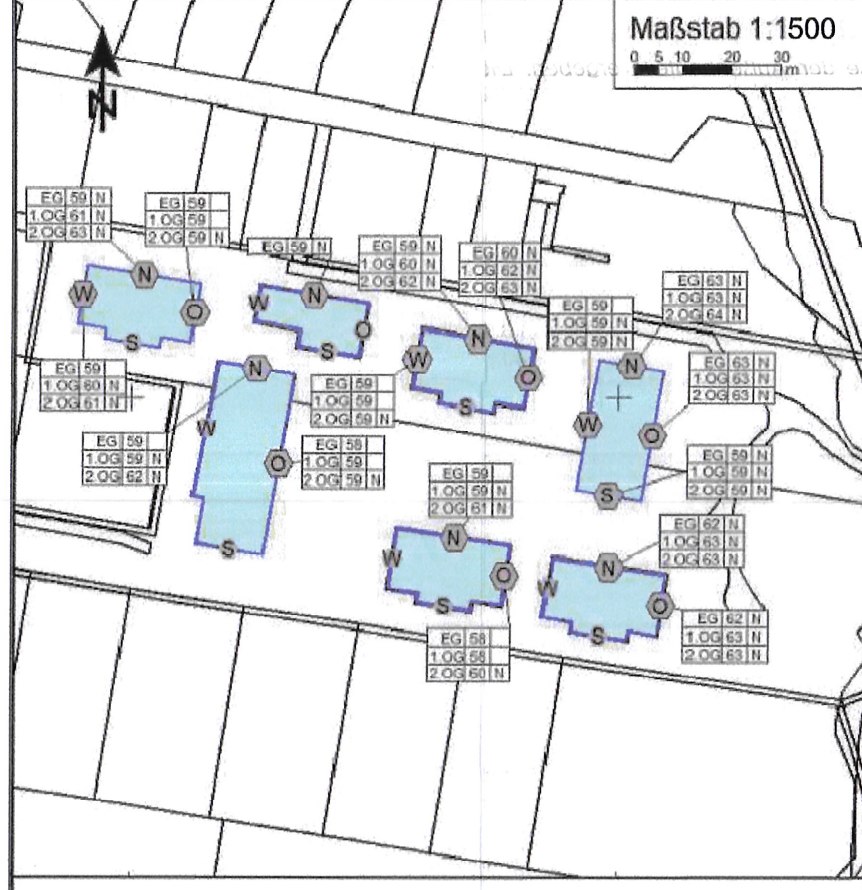 Maßstab 1:1500
0 5 10 20 30 m
N
EG 59 N
1.OG 61 N
2.OG 63 N
EG 59
1.OG 59
2.OG 59 N
EG 59 N
EG 59 N
1.OG 60 N
2.OG 62 N
EG 60 N
1.OG 62 N
2.OG 63 N
EG 59
1.OG 59 N
2.OG 59 N
EG 63 N
1.OG 63 N
2.OG 64 N
N
W
O
S
N
W
O
S
N
W
O
S
N
W
O
S
EG 59
1.OG 60 N
2.OG 61 N
EG 59
1.OG 59
2.OG 59 N
EG 63 N
1.OG 63 N
2.OG 63 N
N
W
O
S
EG 59
1.OG 59 N
2.OG 62 N
EG 58
1.OG 59
2.OG 59 N
EG 59
1.OG 59 N
2.OG 61 N
EG 59 N
1.OG 59 N
2.OG 59 N
EG 62 N
1.OG 63 N
2.OG 63 N
N
W
O
S
N
W
O
S
EG 58
1.OG 58
2.OG 60 N
EG 62 N
1.OG 63 N
2.OG 63 N